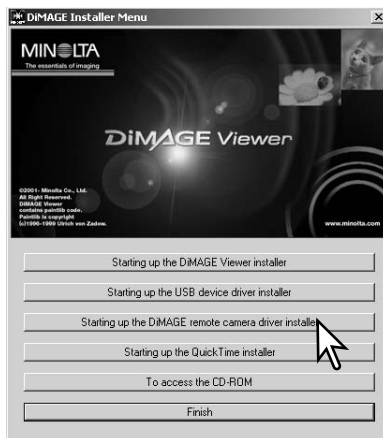 DiMAGE Installer Menu
MINOLTA
The essentials of imaging
DiMAGE Viewer
©2001- Minolta Co., Ltd.
All Right Reserved.
DiMAGE Viewer
contains paintlib code.
Paintlib is copyright
(c)1996-1999 Ulrich von Zadow.
www.minolta.com
Starting up the DiMAGE Viewer installer
Starting up the USB device driver installer
Starting up the DiMAGE remote camera driver installer
Starting up the QuickTime installer
To access the CD-ROM
Finish